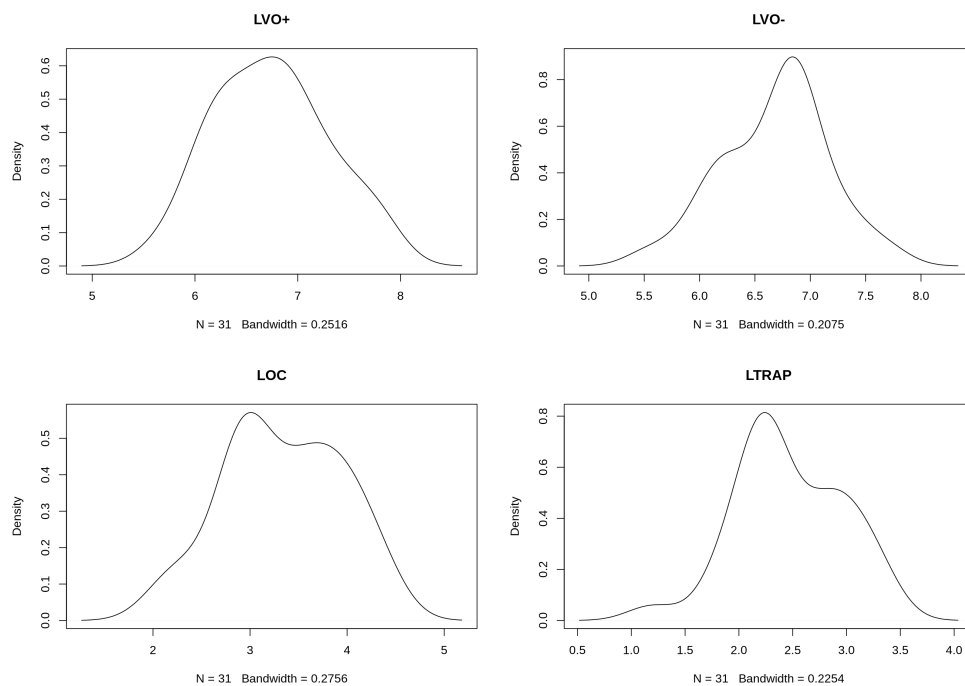 LVO+
Density
0.0 0.1 0.2 0.3 0.4 0.5 0.6
5 6 7 8
N = 31 Bandwidth = 0.2516
LVO-
Density
0.0 0.2 0.4 0.6 0.8
5.0 5.5 6.0 6.5 7.0 7.5 8.0
N = 31 Bandwidth = 0.2075
LOC
Density
0.0 0.1 0.2 0.3 0.4 0.5
2 3 4 5
N = 31 Bandwidth = 0.2756
LTRAP
Density
0.0 0.2 0.4 0.6 0.8
0.5 1.0 1.5 2.0 2.5 3.0 3.5 4.0
N = 31 Bandwidth = 0.2254